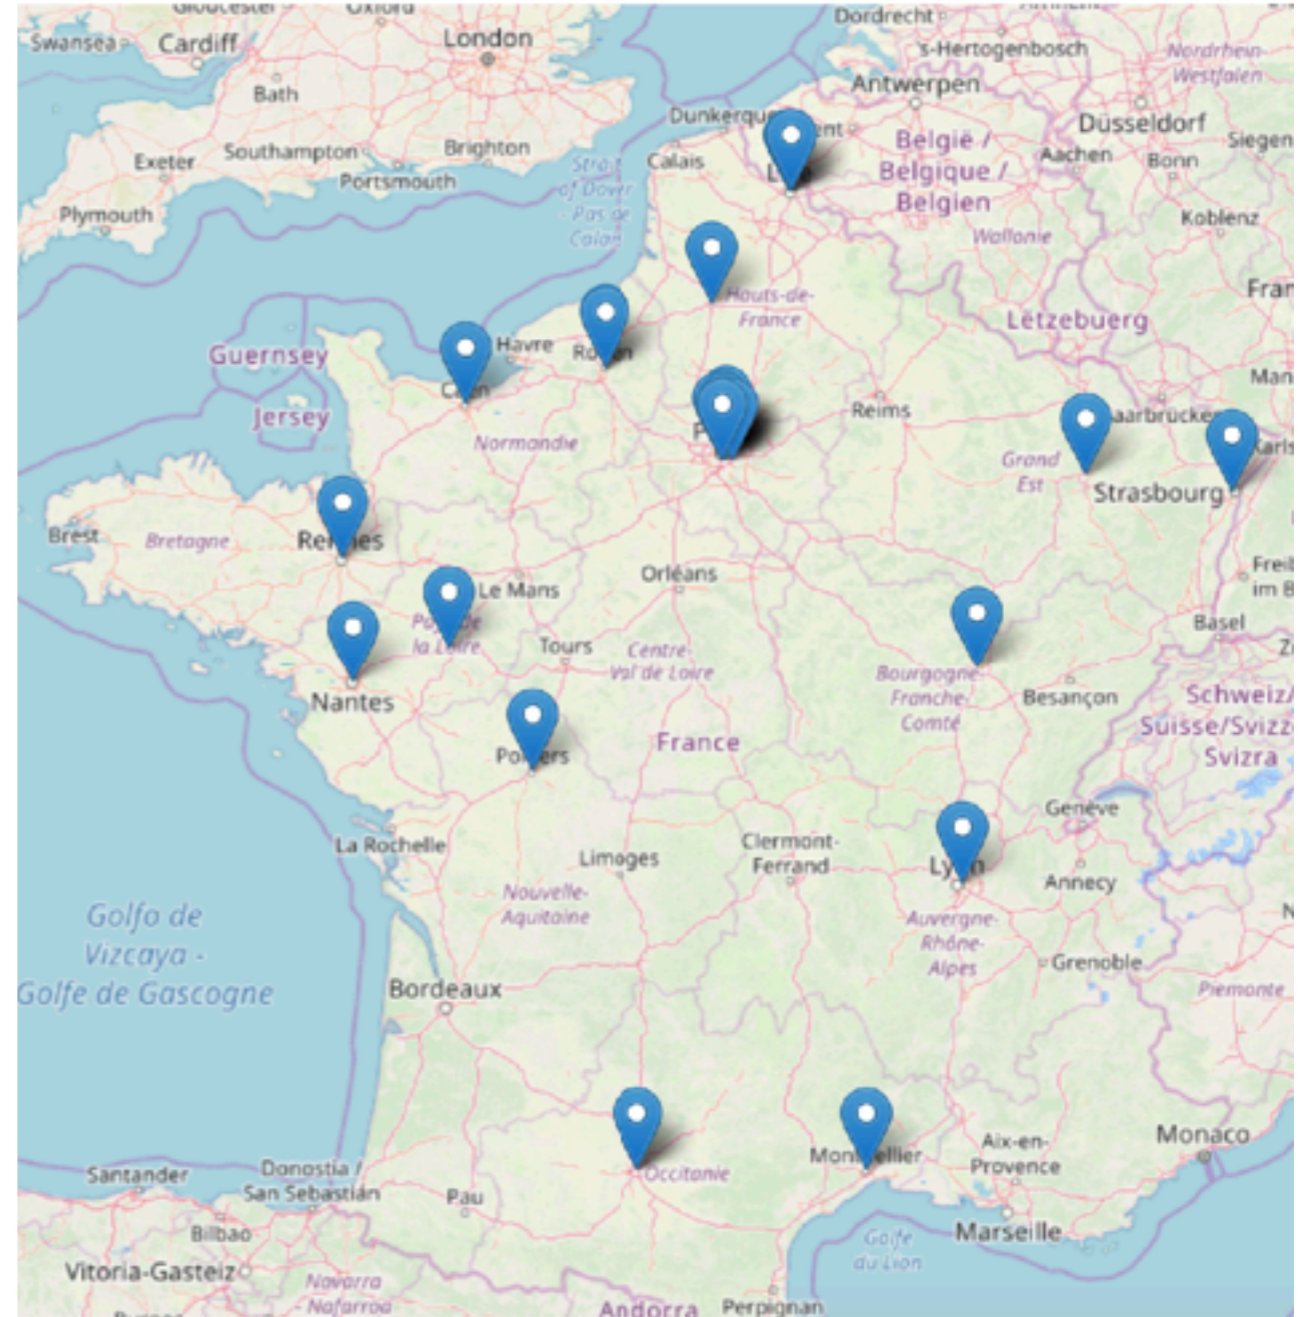 London
Oxford
Swansea
Cardiff
Bath
Dordrecht
's-Hertogenbosch
Nordrhein-
Westfalen
Antwerpen
Dunkerque
Düsseldorf
Siegen
Exeter
Southampton
Brighton
Portsmouth
Calais
België /
Belgique /
Belgien
Aachen
Bonn
Strait
of Dover
- Pas de
Calais
Plymouth
Koblenz
Wallonie
Hauts-de-
France
Lëtzebuerg
Guernsey
Havre
Jersey
Reims
Normandie
Grand
Est
Strasbourg
Brest
Bretagne
Rennes
Le Mans
Orléans
Basel
Tours
Centre-
Val de Loire
la Loire
Nantes
Bourgogne-
Franche-
Comté
Besançon
Schweiz/
Suisse/Svizz
Svizra
France
Genève
La Rochelle
Limoges
Clermont-
Ferrand
Annecy
Nouvelle-
Aquitaine
Auvergne-
Rhône-
Alpes
Golfo de
Vizcaya -
Golfe de Gascogne
Grenoble
Bordeaux
Piemonte
Monaco
Aix-en-
Provence
Occitanie
Santander
Donostia /
San Sebastián
Pau
Bilbao
Marseille
Golfe
du Lion
Vitoria-Gasteiz
Navarra
- Nafarroa
Andorra
Perpignan